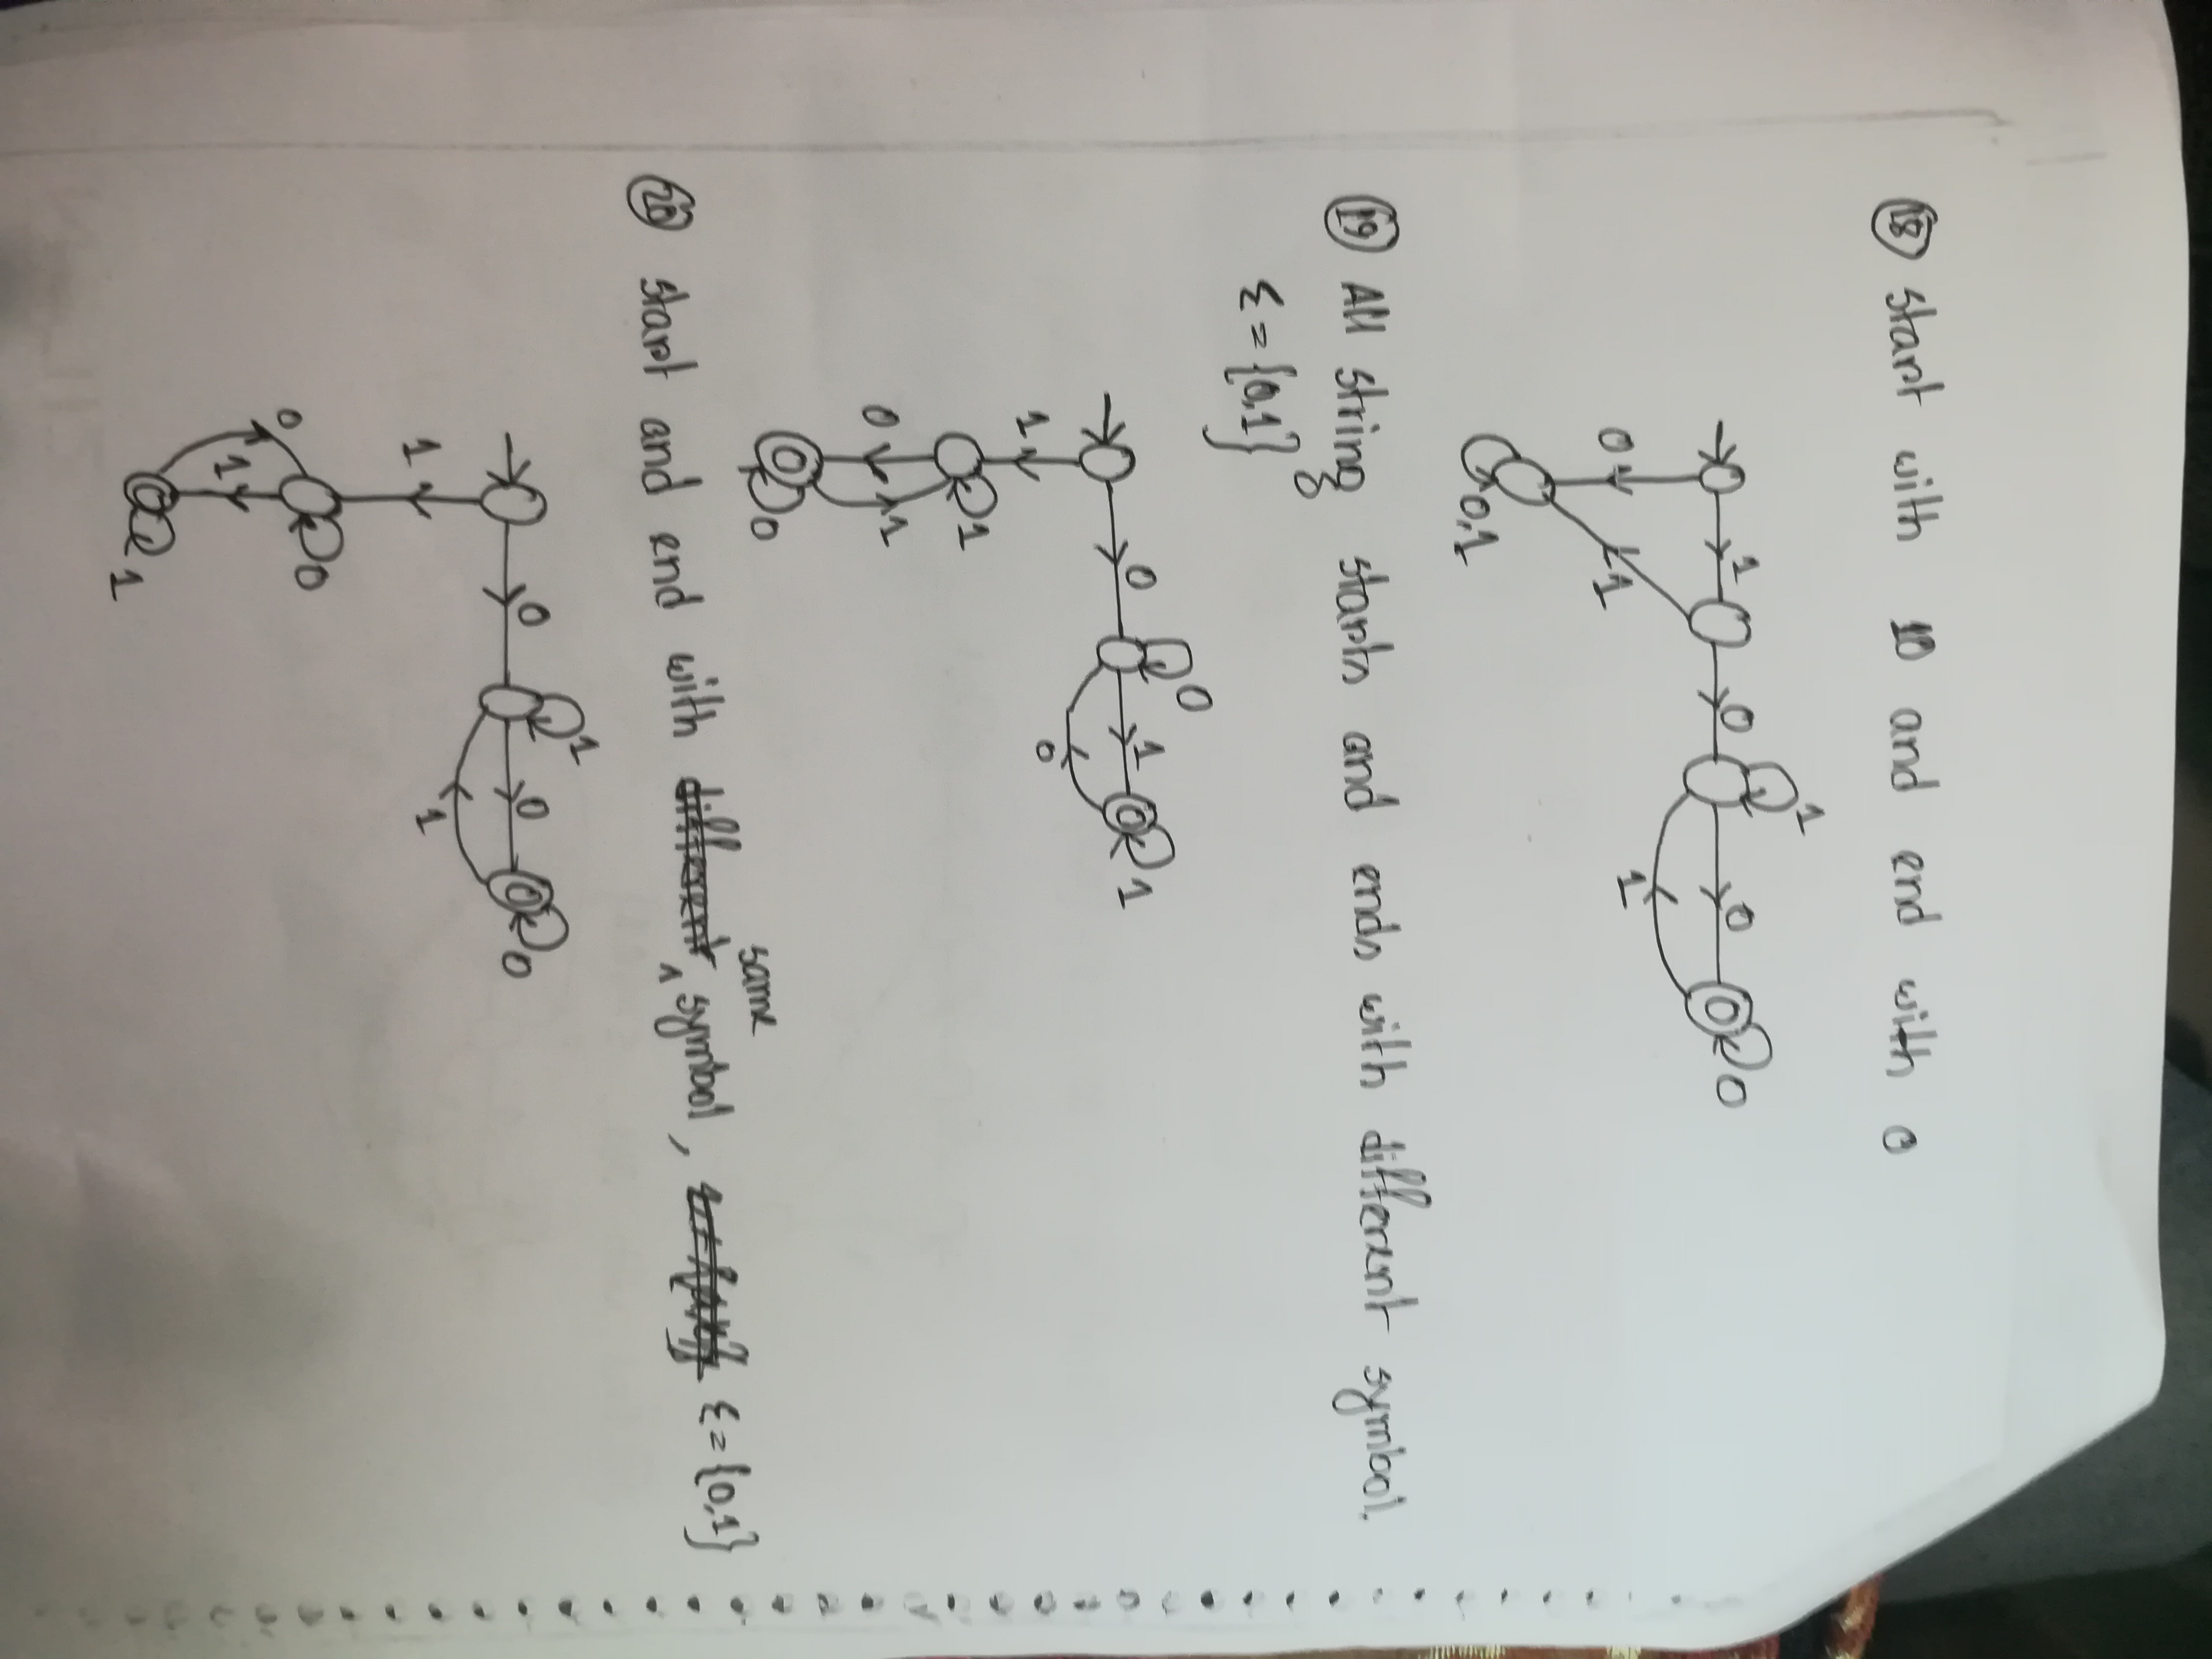 18 start with 10 and end with 0
1
1 0 0 0
0 1 1
0,1
19 All string starts and ends with different symbol.
Σ = {0,1}
0
0 1 1
0
1
1
0 1
0
same
20 start and end with different ^ symbol, Σ = {0,1}
1
0 0 0
1
1
0
0
1
1